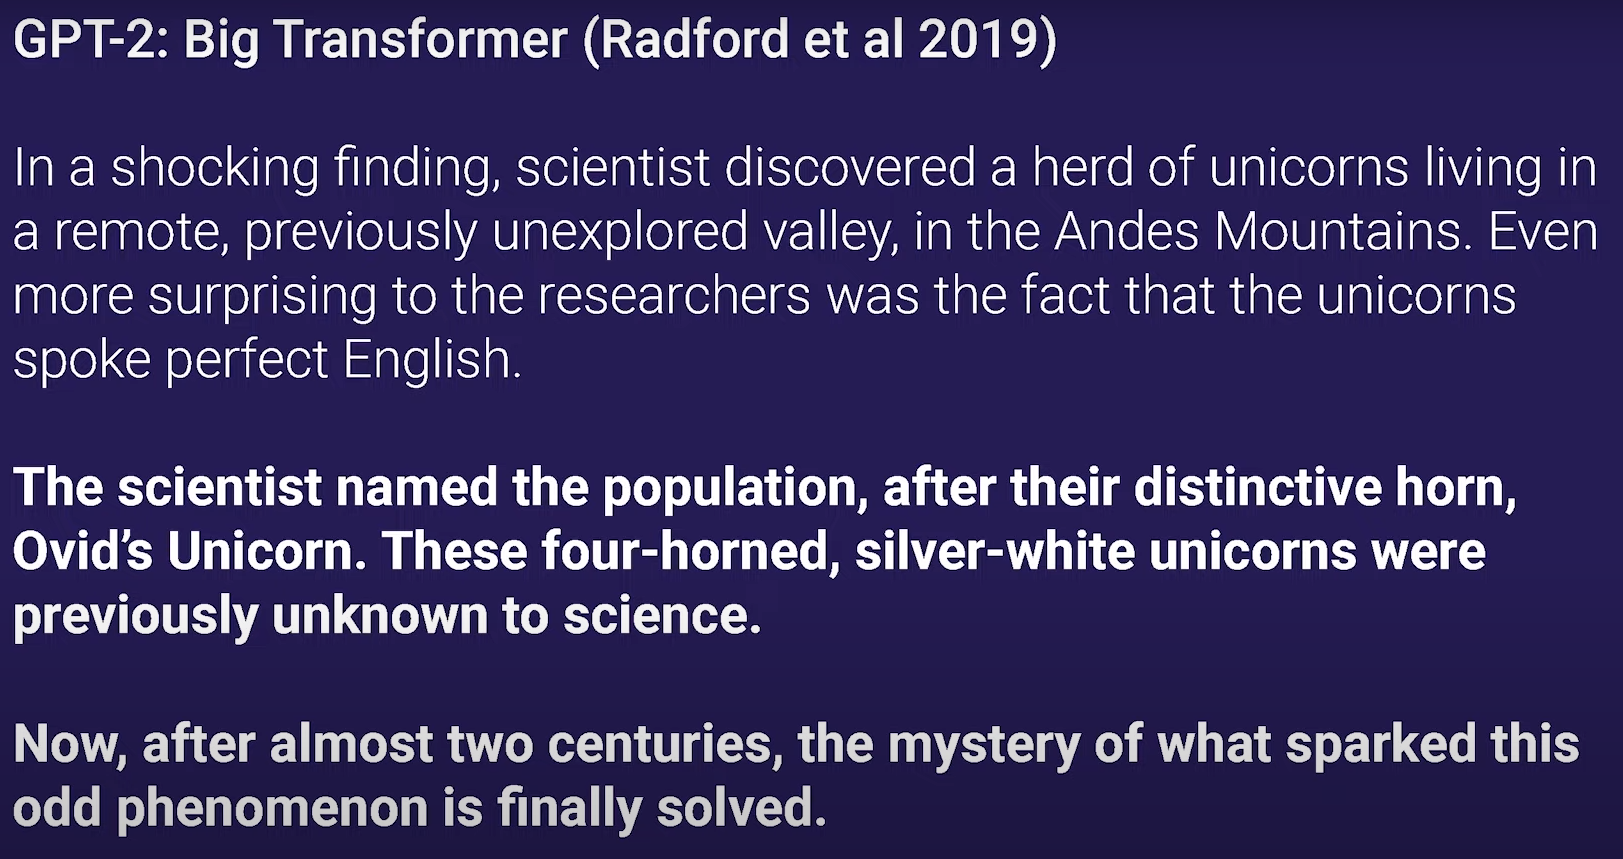 GPT-2: Big Transformer (Radford et al 2019)
In a shocking finding, scientist discovered a herd of unicorns living in
a remote, previously unexplored valley, in the Andes Mountains. Even
more surprising to the researchers was the fact that the unicorns
spoke perfect English.
The scientist named the population, after their distinctive horn,
Ovid’s Unicorn. These four-horned, silver-white unicorns were
previously unknown to science.
Now, after almost two centuries, the mystery of what sparked this
odd phenomenon is finally solved.